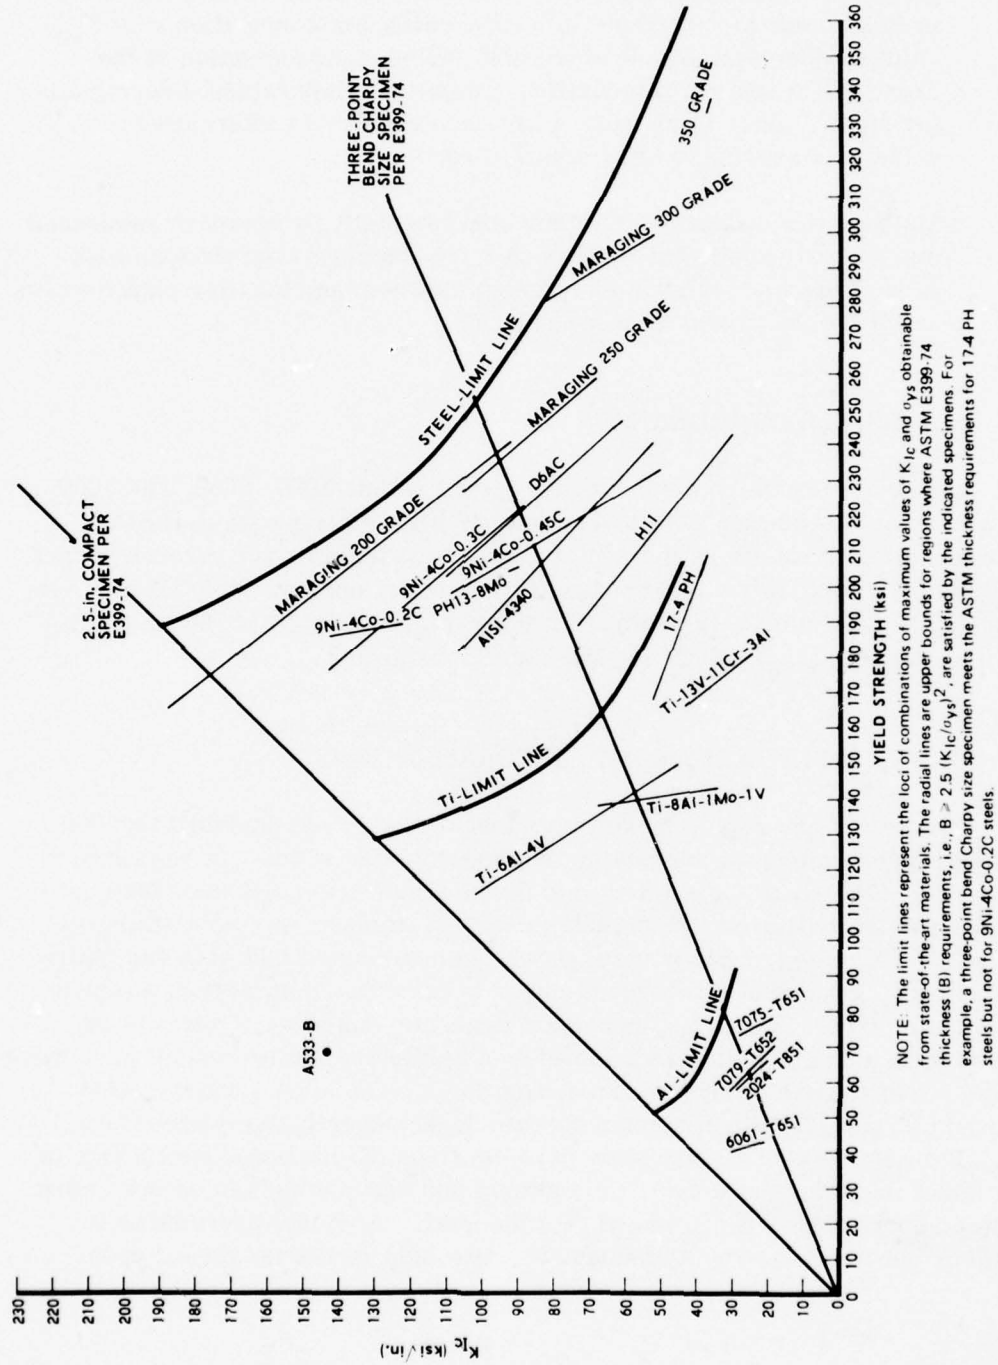 230
220
210
200
190
180
170
160
150
140
130
120
110
100
90
80
70
60
50
40
30
20
10
0
K_Ic (ksi√in.)
2.5-in. COMPACT
SPECIMEN PER
E399-74
THREE-POINT
BEND CHARPY
SIZE SPECIMEN
PER E399-74
STEEL-LIMIT LINE
MARAGING 200 GRADE
MARAGING 250 GRADE
MARAGING 300 GRADE
350 GRADE
9Ni-4Co-0.2C
9Ni-4Co-0.3C
9Ni-4Co-0.45C
PH13-8Mo
AISI-4340
D6AC
H11
17-4 PH
Ti-LIMIT LINE
Ti-13V-11Cr-3Al
Ti-6Al-4V
Ti-8Al-1Mo-1V
A533-B
Al-LIMIT LINE
7075-T651
7079-T652
2024-T851
6061-T651
0
10
20
30
40
50
60
70
80
90
100
110
120
130
140
150
160
170
180
190
200
210
220
230
240
250
260
270
280
290
300
310
320
330
340
350
360
YIELD STRENGTH (ksi)
NOTE: The limit lines represent the loci of combinations of maximum values of K_Ic and σ_ys obtainable
from state-of-the-art materials. The radial lines are upper bounds for regions where ASTM E399-74
thickness (B) requirements, i.e., B ≥ 2.5 (K_Ic/σ_ys)², are satisfied by the indicated specimens. For
example, a three-point bend Charpy size specimen meets the ASTM thickness requirements for 17-4 PH
steels but not for 9Ni-4Co-0.2C steels.